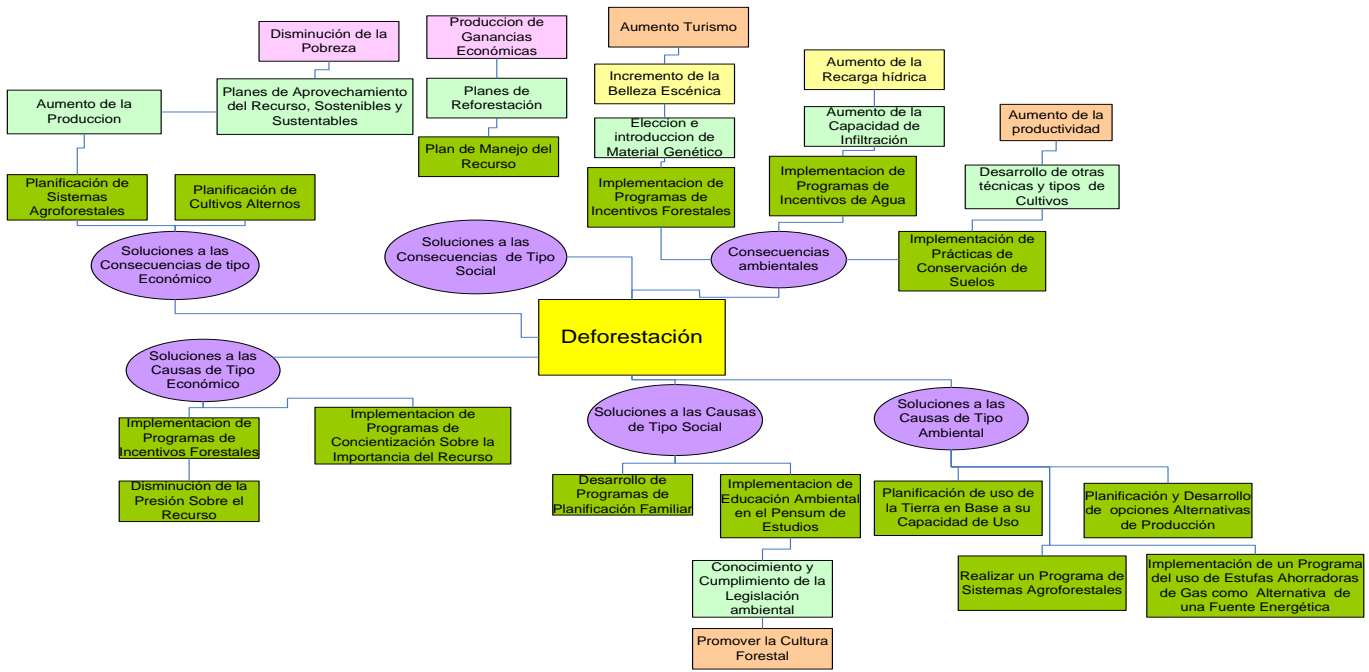 Disminución de la
Pobreza
Produccion de
Ganancias
Económicas
Aumento Turismo
Aumento de la
Produccion
Planes de Aprovechamiento
del Recurso, Sostenibles y
Sustentables
Planes de
Reforestación
Incremento de la
Belleza Escénica
Aumento de la
Recarga hídrica
Plan de Manejo del
Recurso
Eleccion e
introduccion de
Material Genético
Aumento de la
Capacidad de
Infiltración
Aumento de la
productividad
Planificación de
Sistemas
Agroforestales
Planificación de
Cultivos Alternos
Implementacion de
Programas de
Incentivos Forestales
Implementacion de
Programas de
Incentivos de Agua
Desarrollo de otras
técnicas y tipos de
Cultivos
Soluciones a las
Consecuencias de tipo
Económico
Soluciones a las
Consecuencias de Tipo
Social
Consecuencias
ambientales
Implementación de
Prácticas de
Conservación de
Suelos
Deforestación
Soluciones a las
Causas de Tipo
Económico
Soluciones a las Causas
de Tipo Social
Soluciones a las
Causas de Tipo
Ambiental
Implementacion de
Programas de
Incentivos Forestales
Implementacion de
Programas de
Concientización Sobre la
Importancia del Recurso
Disminución de la
Presión Sobre el
Recurso
Desarrollo de
Programas de
Planificación Familiar
Implementacion de
Educación Ambiental
en el Pensum de
Estudios
Planificación de uso de
la Tierra en Base a su
Capacidad de Uso
Planificación y Desarrollo
de opciones Alternativas
de Producción
Conocimiento y
Cumplimiento de la
Legislación
ambiental
Realizar un Programa de
Sistemas Agroforestales
Implementación de un Programa
del uso de Estufas Ahorradoras
de Gas como Alternativa de
una Fuente Energética
Promover la Cultura
Forestal